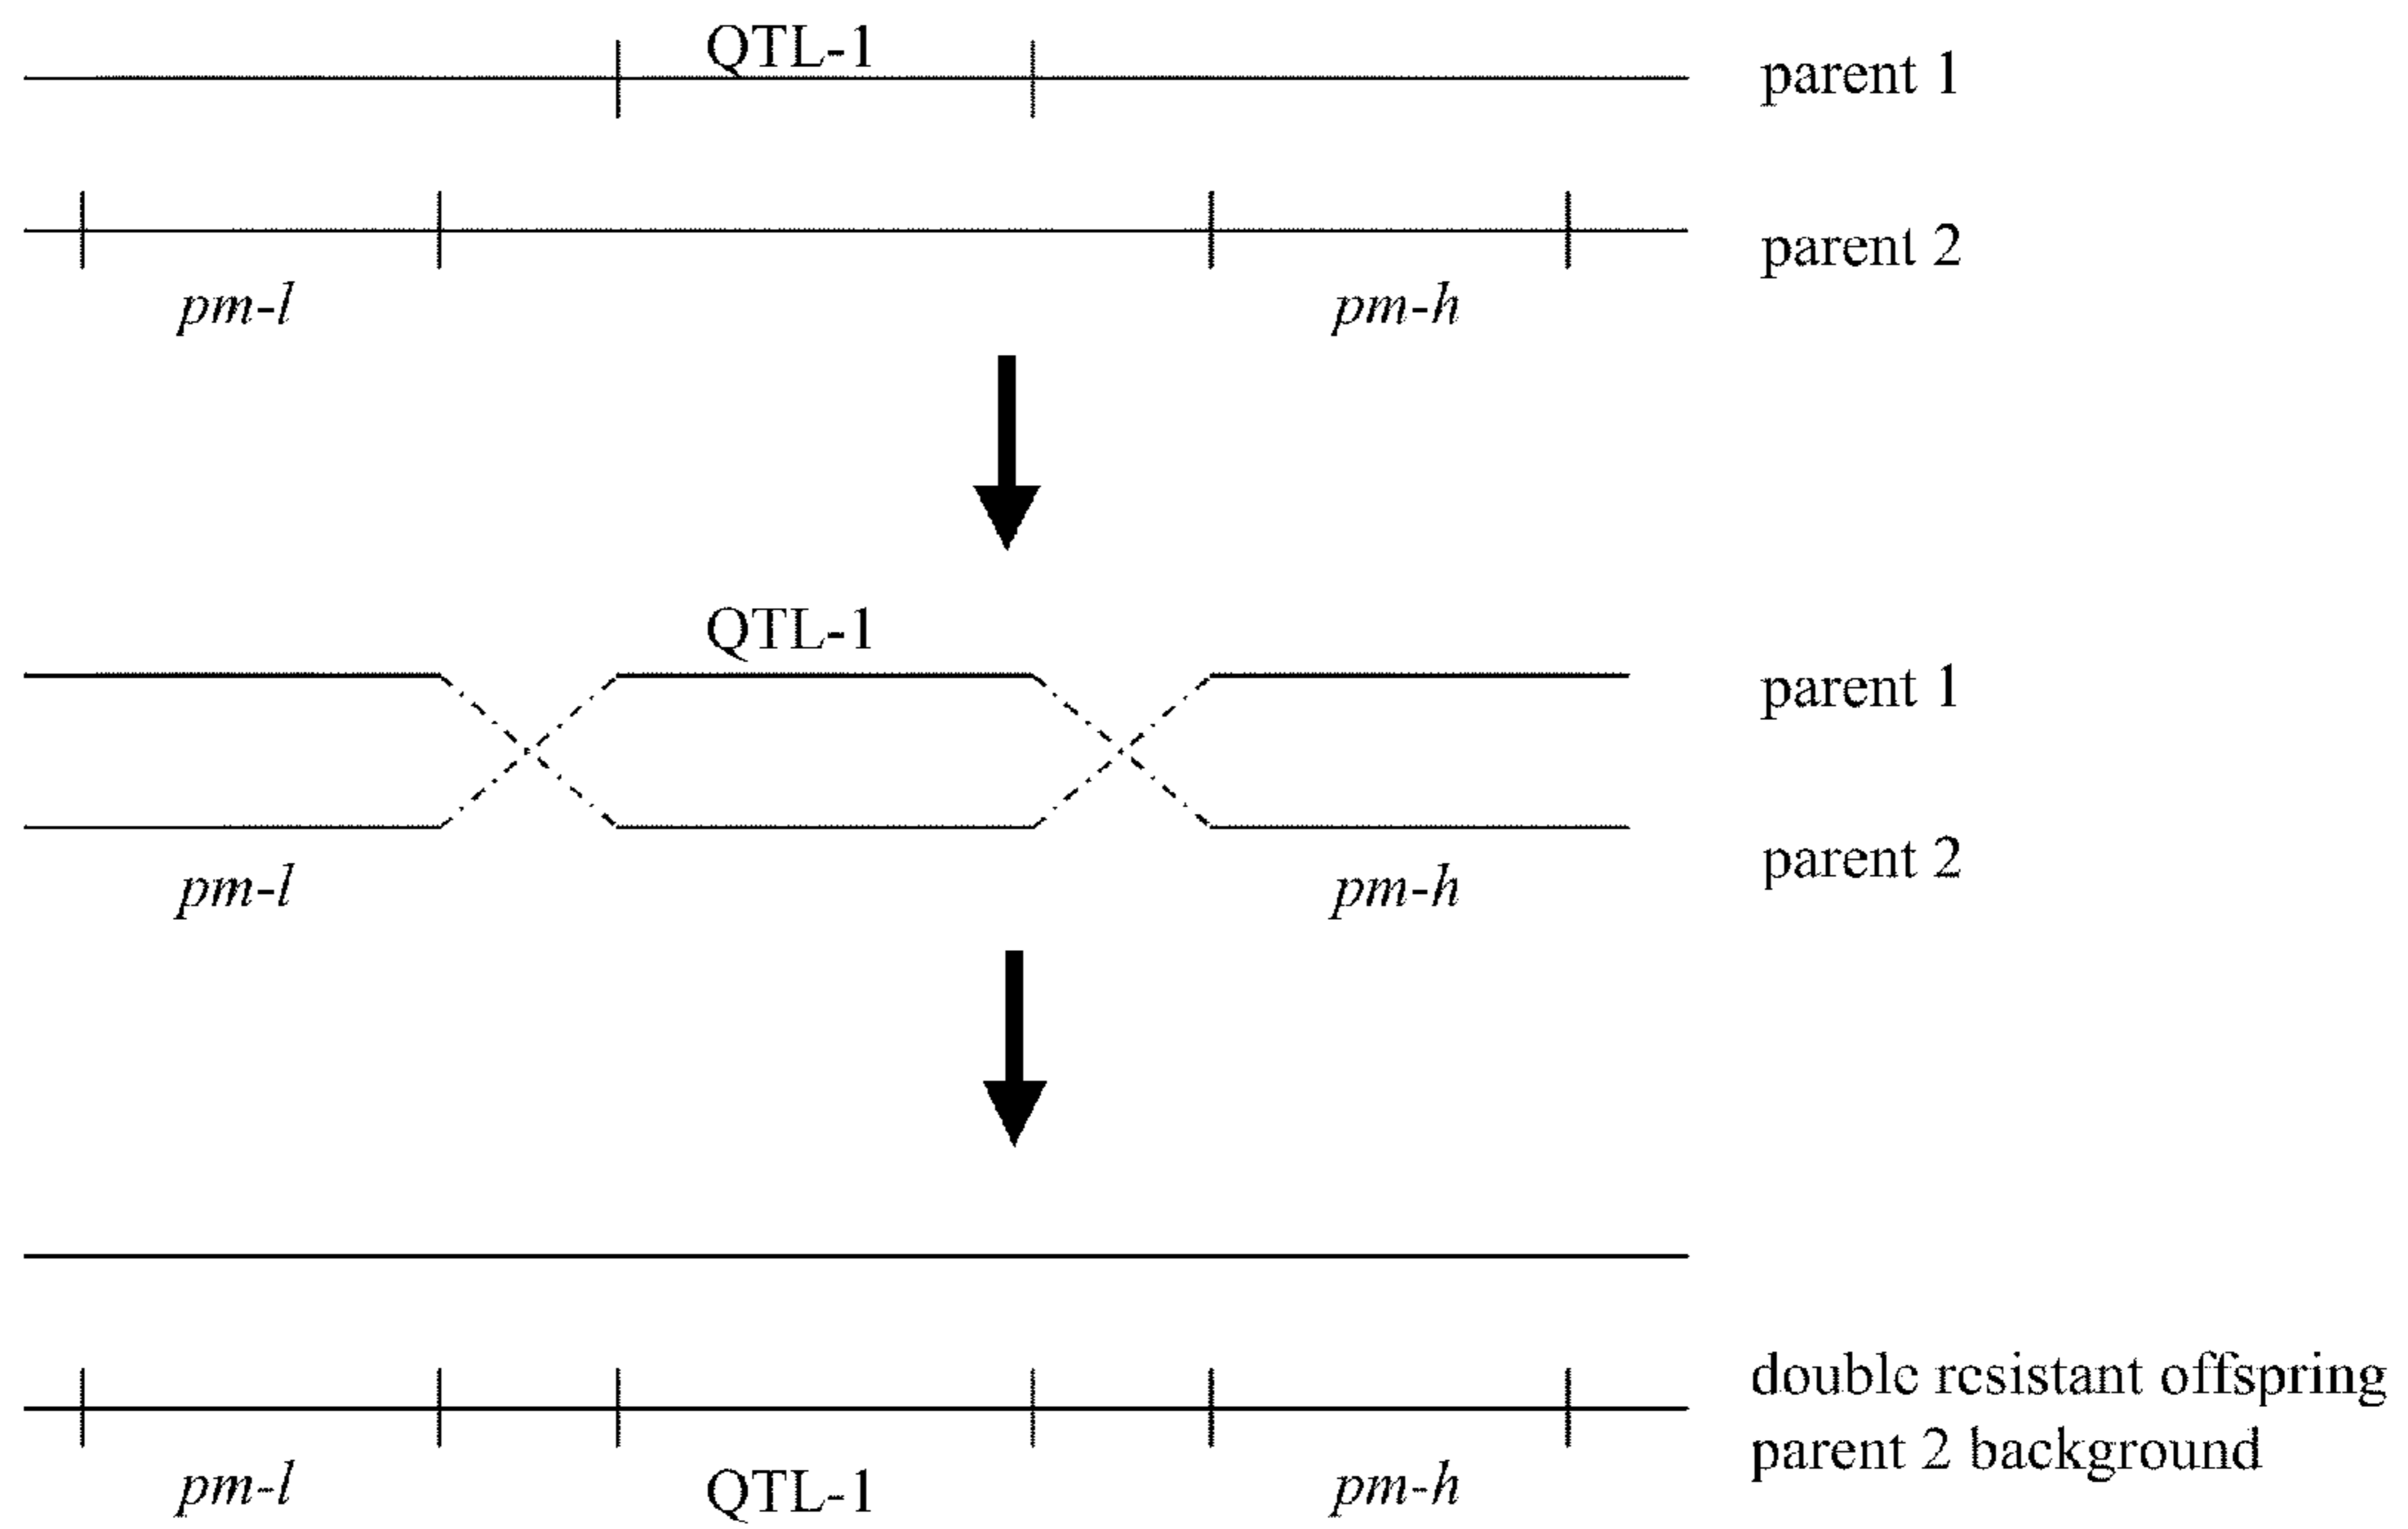 QTL-1
parent 1
parent 2
pm-l pm-h
QTL-1
parent 1
parent 2
pm-l pm-h
double resistant offspring
parent 2 background
pm-l QTL-1 pm-h